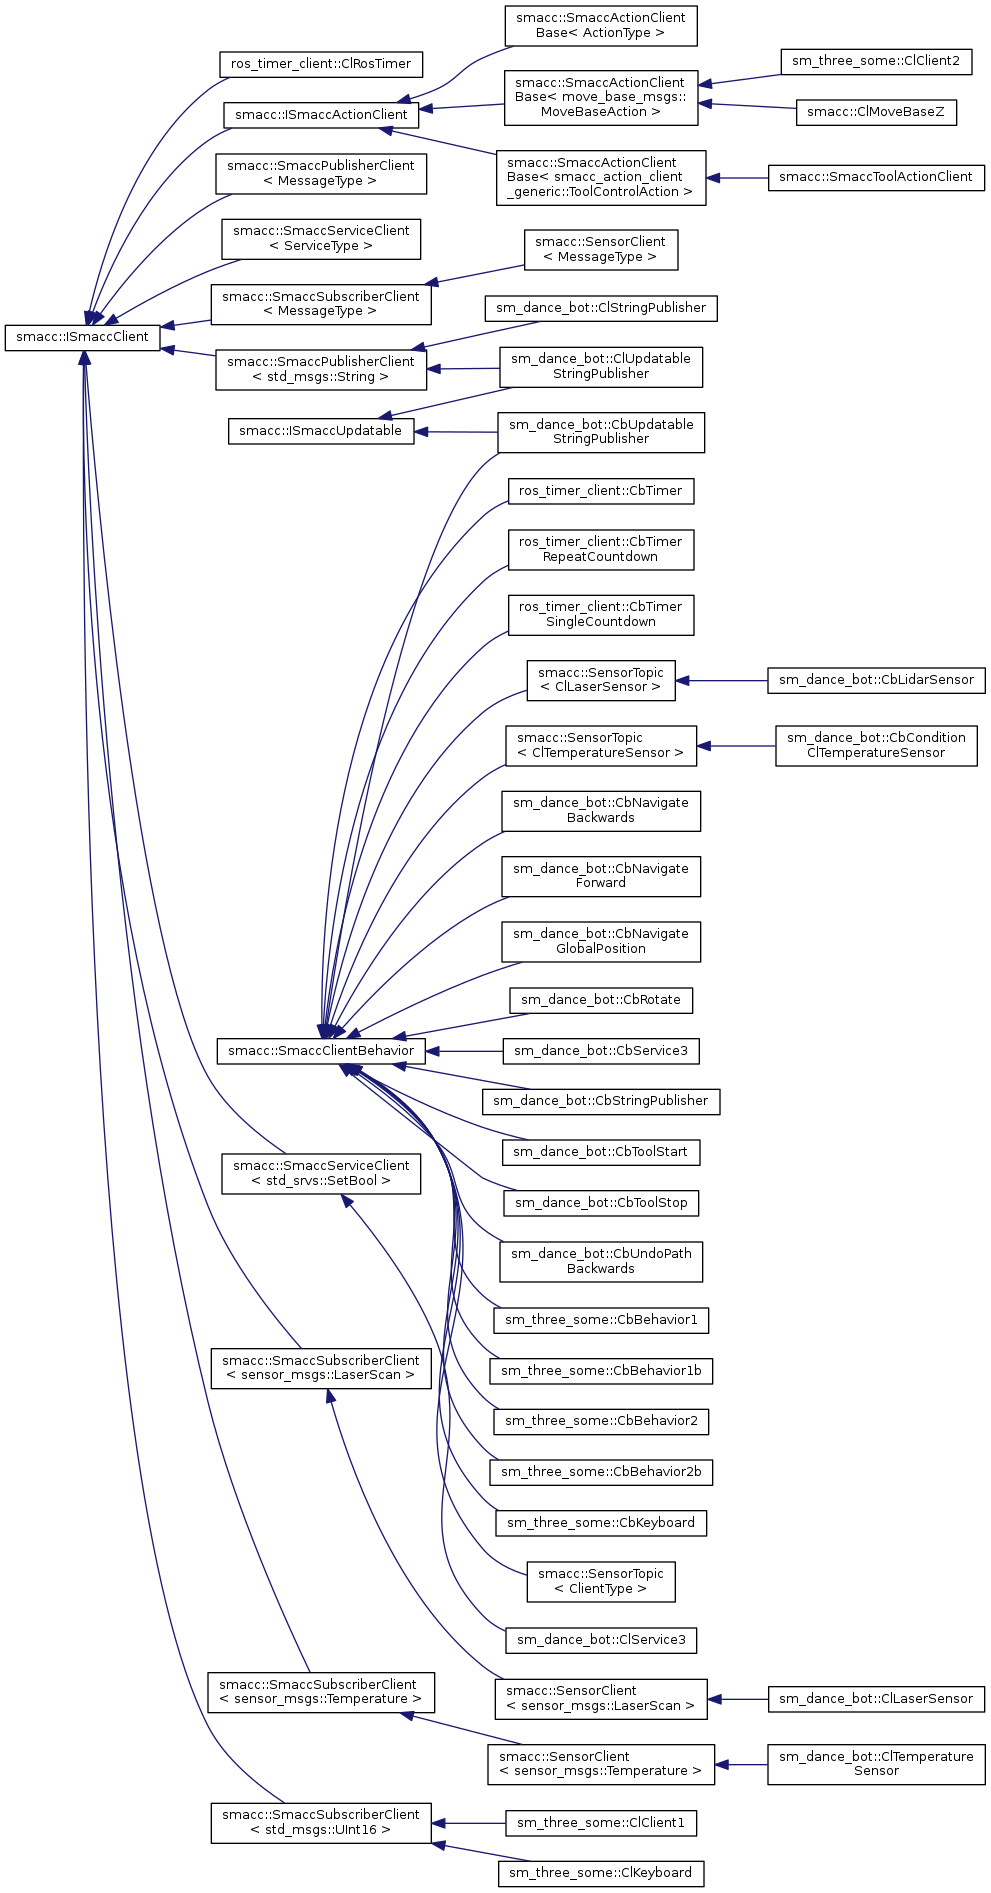 smacc::SmaccActionClient
Base< ActionType >
ros_timer_client::ClRosTimer
sm_three_some::ClClient2
smacc::SmaccActionClient
Base< move_base_msgs::
MoveBaseAction >
smacc::ISmaccActionClient
smacc::ClMoveBaseZ
smacc::SmaccPublisherClient
< MessageType >
smacc::SmaccActionClient
Base< smacc_action_client
_generic::ToolControlAction >
smacc::SmaccToolActionClient
smacc::SmaccServiceClient
< ServiceType >
smacc::SensorClient
< MessageType >
smacc::SmaccSubscriberClient
< MessageType >
sm_dance_bot::ClStringPublisher
smacc::ISmaccClient
smacc::SmaccPublisherClient
< std_msgs::String >
sm_dance_bot::ClUpdatable
StringPublisher
smacc::ISmaccUpdatable
sm_dance_bot::CbUpdatable
StringPublisher
ros_timer_client::CbTimer
ros_timer_client::CbTimer
RepeatCountdown
ros_timer_client::CbTimer
SingleCountdown
smacc::SensorTopic
< ClLaserSensor >
sm_dance_bot::CbLidarSensor
smacc::SensorTopic
< ClTemperatureSensor >
sm_dance_bot::CbCondition
ClTemperatureSensor
sm_dance_bot::CbNavigate
Backwards
sm_dance_bot::CbNavigate
Forward
sm_dance_bot::CbNavigate
GlobalPosition
sm_dance_bot::CbRotate
smacc::SmaccClientBehavior
sm_dance_bot::CbService3
sm_dance_bot::CbStringPublisher
sm_dance_bot::CbToolStart
smacc::SmaccServiceClient
< std_srvs::SetBool >
sm_dance_bot::CbToolStop
sm_dance_bot::CbUndoPath
Backwards
sm_three_some::CbBehavior1
smacc::SmaccSubscriberClient
< sensor_msgs::LaserScan >
sm_three_some::CbBehavior1b
sm_three_some::CbBehavior2
sm_three_some::CbBehavior2b
sm_three_some::CbKeyboard
smacc::SensorTopic
< ClientType >
sm_dance_bot::ClService3
smacc::SmaccSubscriberClient
< sensor_msgs::Temperature >
smacc::SensorClient
< sensor_msgs::LaserScan >
sm_dance_bot::ClLaserSensor
smacc::SensorClient
< sensor_msgs::Temperature >
sm_dance_bot::ClTemperature
Sensor
smacc::SmaccSubscriberClient
< std_msgs::UInt16 >
sm_three_some::ClClient1
sm_three_some::ClKeyboard